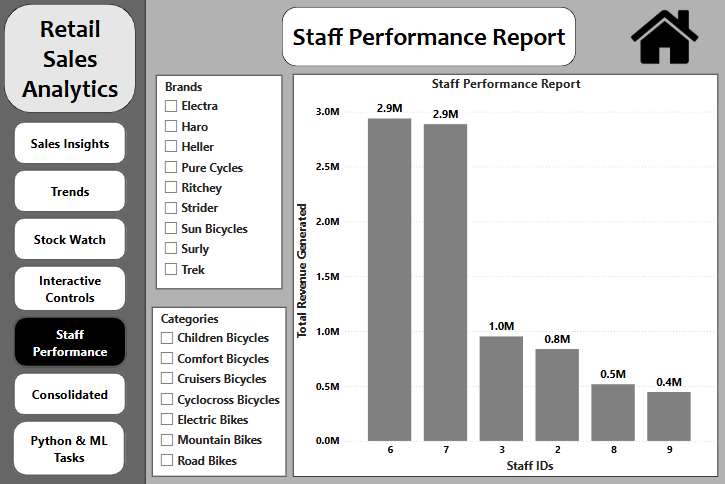 Retail
Sales
Analytics
Sales Insights
Trends
Stock Watch
Interactive
Controls
Staff
Performance
Consolidated
Python & ML
Tasks
Staff Performance Report
Brands
Electra
Haro
Heller
Pure Cycles
Ritchey
Strider
Sun Bicycles
Surly
Trek
Categories
Children Bicycles
Comfort Bicycles
Cruisers Bicycles
Cyclocross Bicycles
Electric Bikes
Mountain Bikes
Road Bikes
Staff Performance Report
Total Revenue Generated
3.0M
2.5M
2.0M
1.5M
1.0M
0.5M
0.0M
2.9M
2.9M
1.0M
0.8M
0.5M
0.4M
6 7 3 2 8 9
Staff IDs